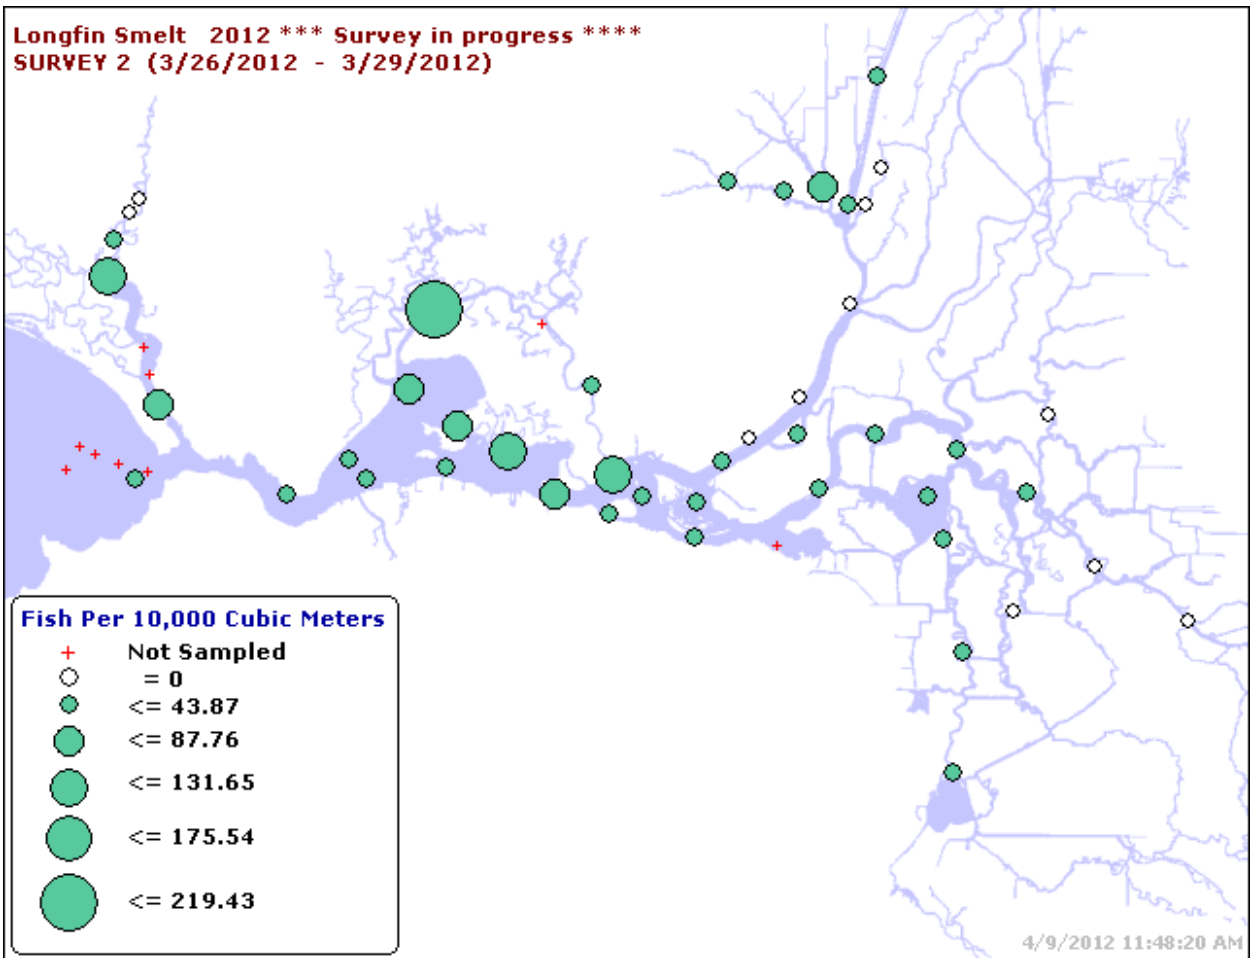 Longfin Smelt 2012 *** Survey in progress ****
SURVEY 2 (3/26/2012 - 3/29/2012)
Fish Per 10,000 Cubic Meters
Not Sampled
= 0
<= 43.87
<= 87.76
<= 131.65
<= 175.54
<= 219.43
4/9/2012 11:48:20 AM